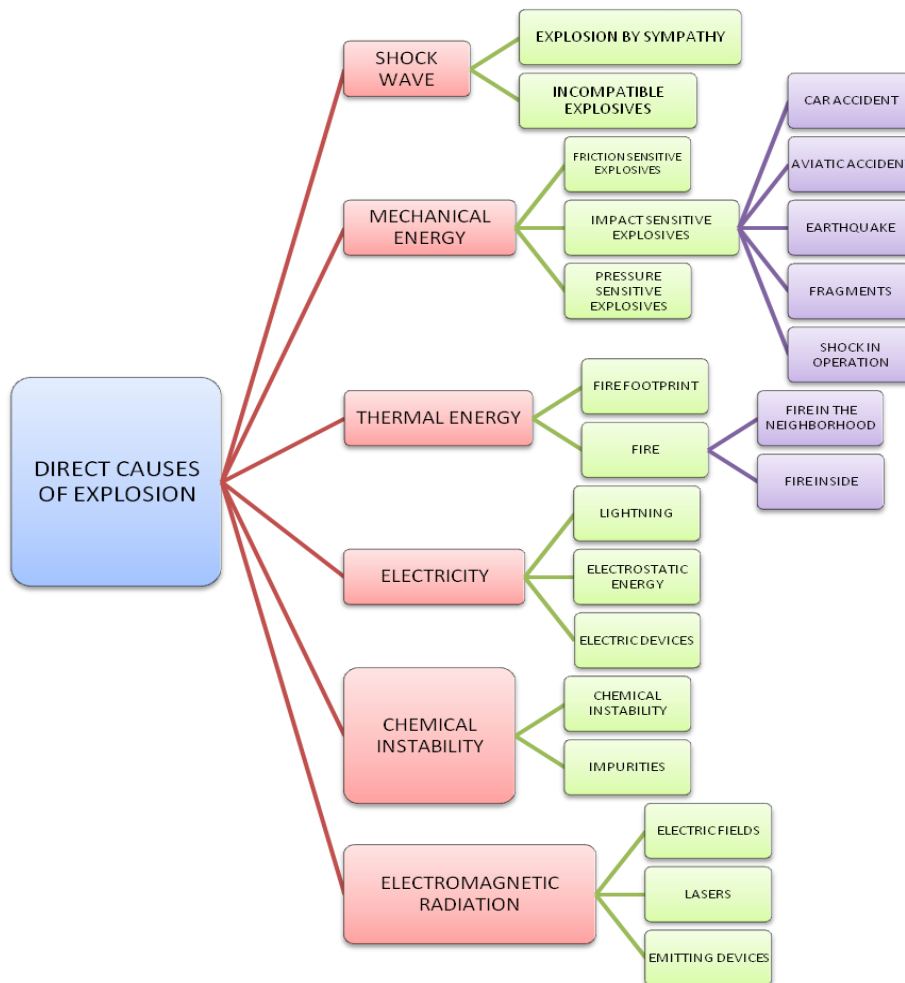 DIRECT CAUSES
OF EXPLOSION
SHOCK
WAVE
EXPLOSION BY SYMPATHY
INCOMPATIBLE
EXPLOSIVES
MECHANICAL
ENERGY
FRICTION SENSITIVE
EXPLOSIVES
IMPACT SENSITIVE
EXPLOSIVES
CAR ACCIDENT
AVIATIC ACCIDEN
EARTHQUAKE
FRAGMENTS
SHOCK IN
OPERATION
PRESSURE
SENSITIVE
EXPLOSIVES
THERMAL ENERGY
FIRE FOOTPRINT
FIRE
FIRE IN THE
NEIGHBORHOOD
FIRE INSIDE
ELECTRICITY
LIGHTNING
ELECTROSTATIC
ENERGY
ELECTRIC DEVICES
CHEMICAL
INSTABILITY
CHEMICAL
INSTABILITY
IMPURITIES
ELECTROMAGNETIC
RADIATION
ELECTRIC FIELDS
LASERS
EMITTING DEVICES